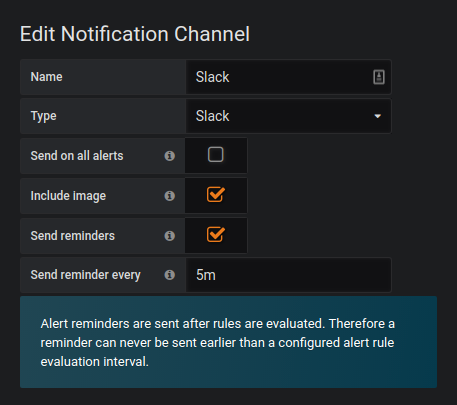 Edit Notification Channel
Name Slack
Type Slack
Send on all alerts
Include image
Send reminders
Send reminder every 5m
Alert reminders are sent after rules are evaluated. Therefore a
reminder can never be sent earlier than a configured alert rule
evaluation interval.